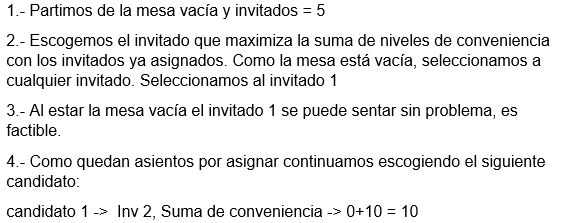 1.- Partimos de la mesa vacía y invitados = 5
2.- Escogemos el invitado que maximiza la suma de niveles de conveniencia
con los invitados ya asignados. Como la mesa está vacía, seleccionamos a
cualquier invitado. Seleccionamos al invitado 1
3.- Al estar la mesa vacía el invitado 1 se puede sentar sin problema, es
factible.
4.- Como quedan asientos por asignar continuamos escogiendo el siguiente
candidato:
candidato 1 -> Inv 2, Suma de conveniencia -> 0+10 = 10